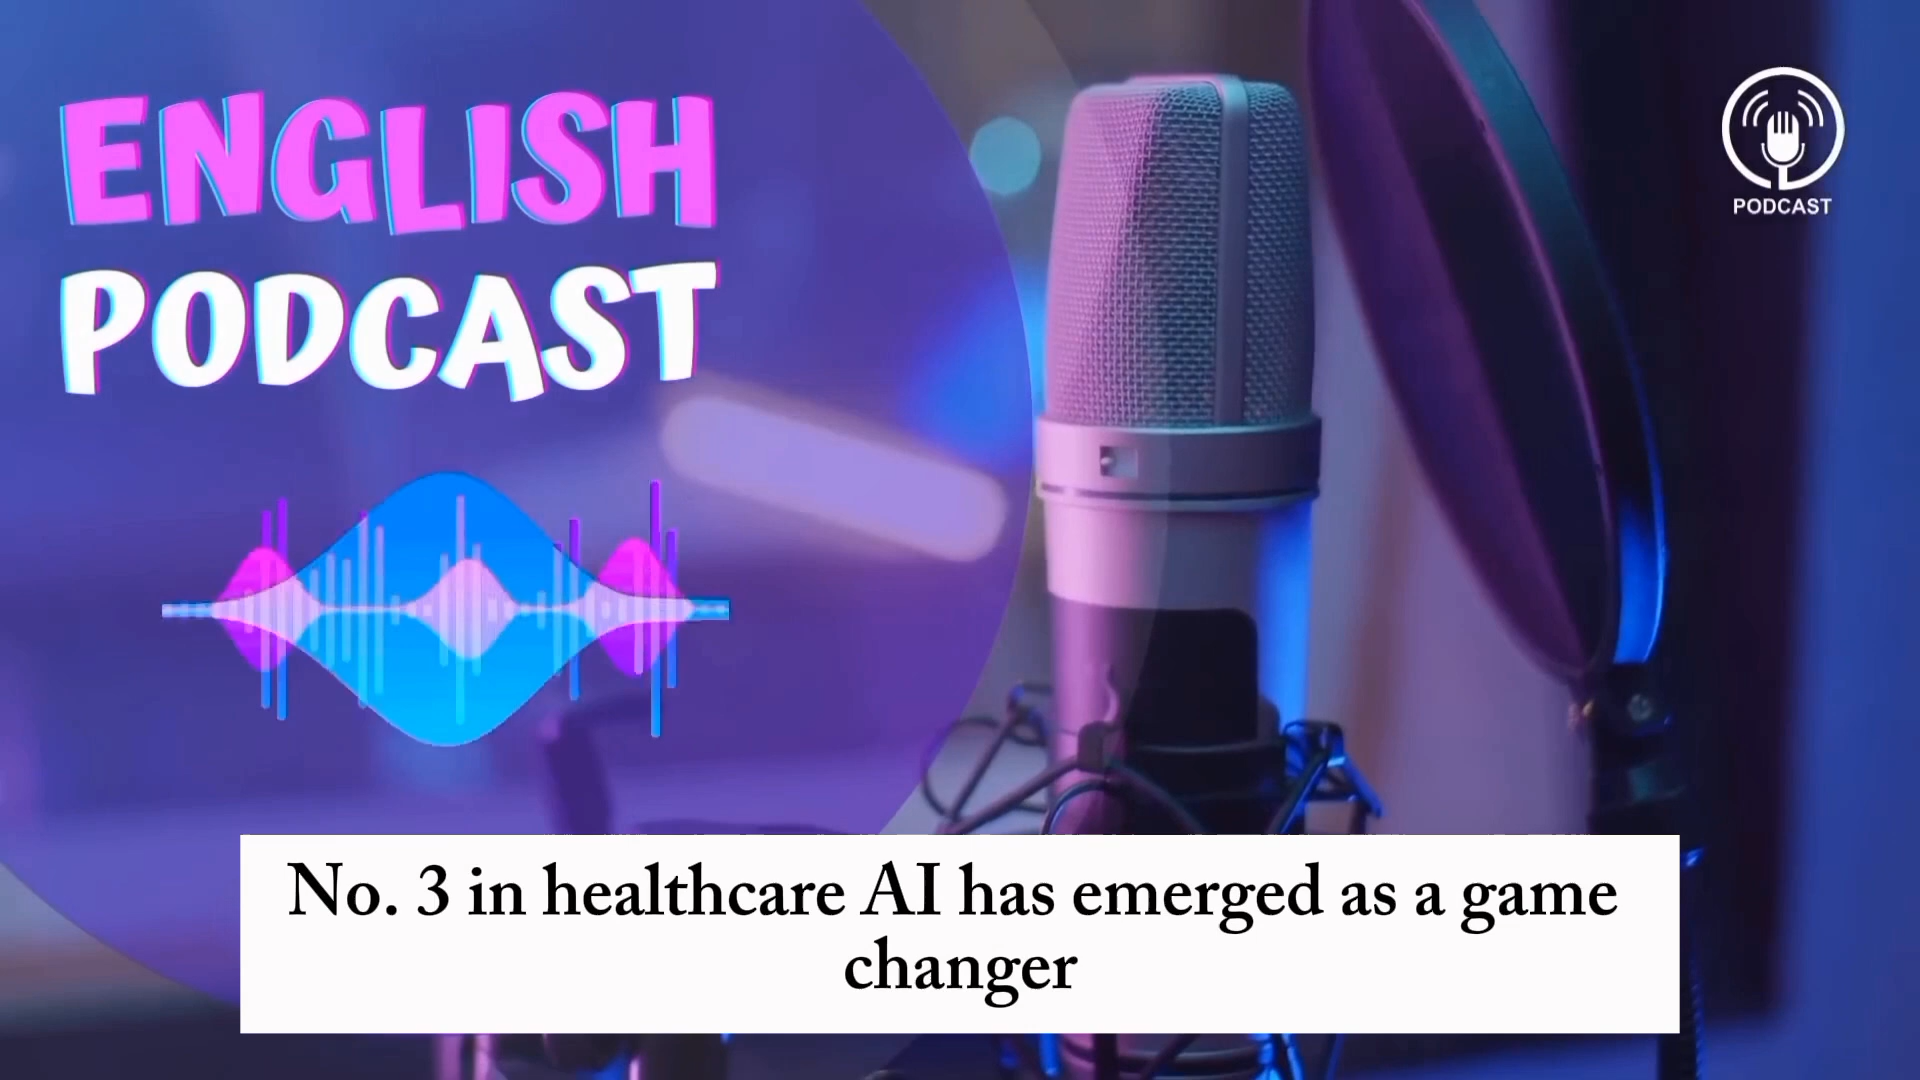 ENGLISH
PODCAST
PODCAST
No. 3 in healthcare AI has emerged as a game
changer